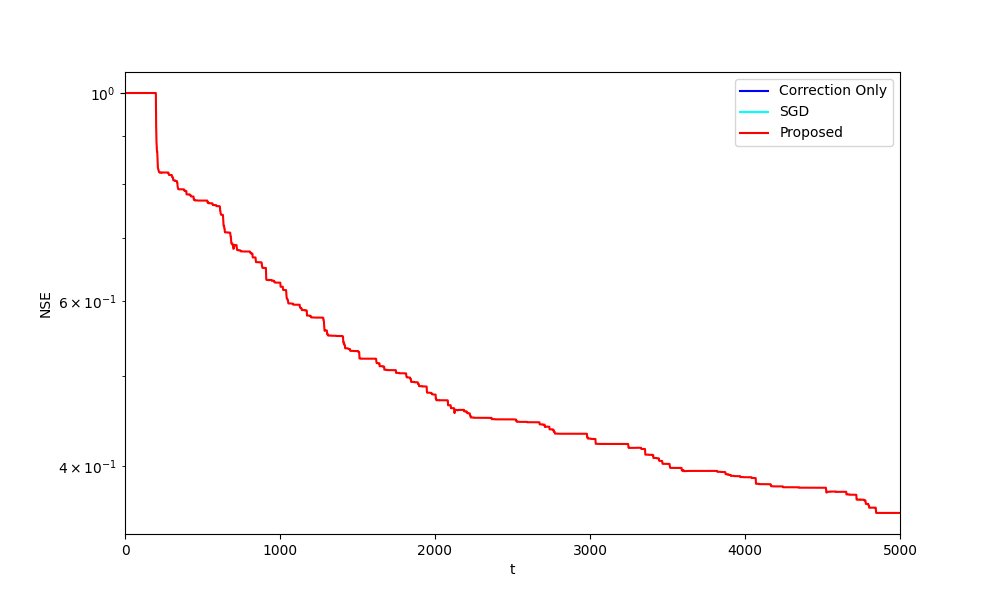 Correction Only
SGD
Proposed
10⁰
6 × 10⁻¹
4 × 10⁻¹
NSE
0 1000 2000 3000 4000 5000
t